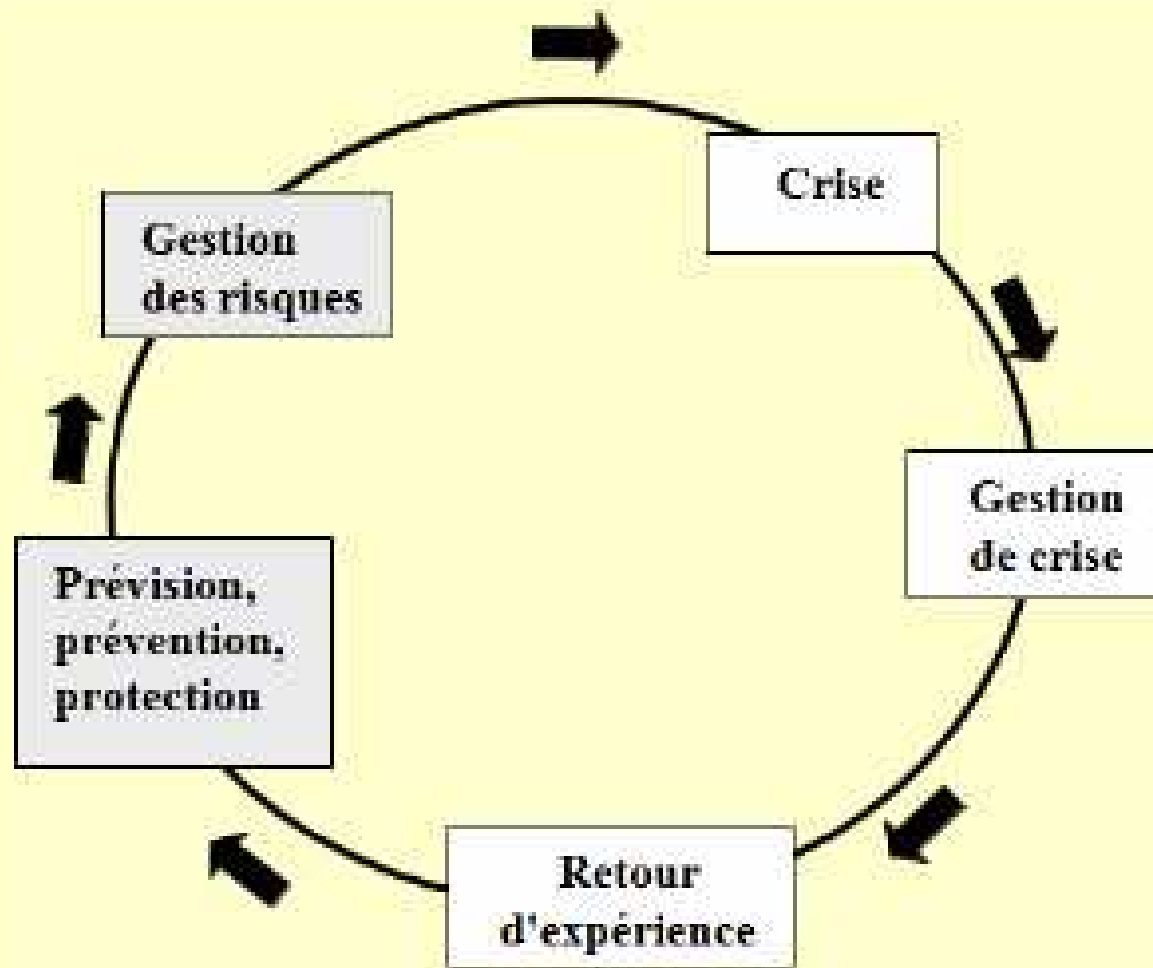 Crise
Gestion
des risques
Gestion
de crise
Prévision,
prévention,
protection
Retour
d'expérience